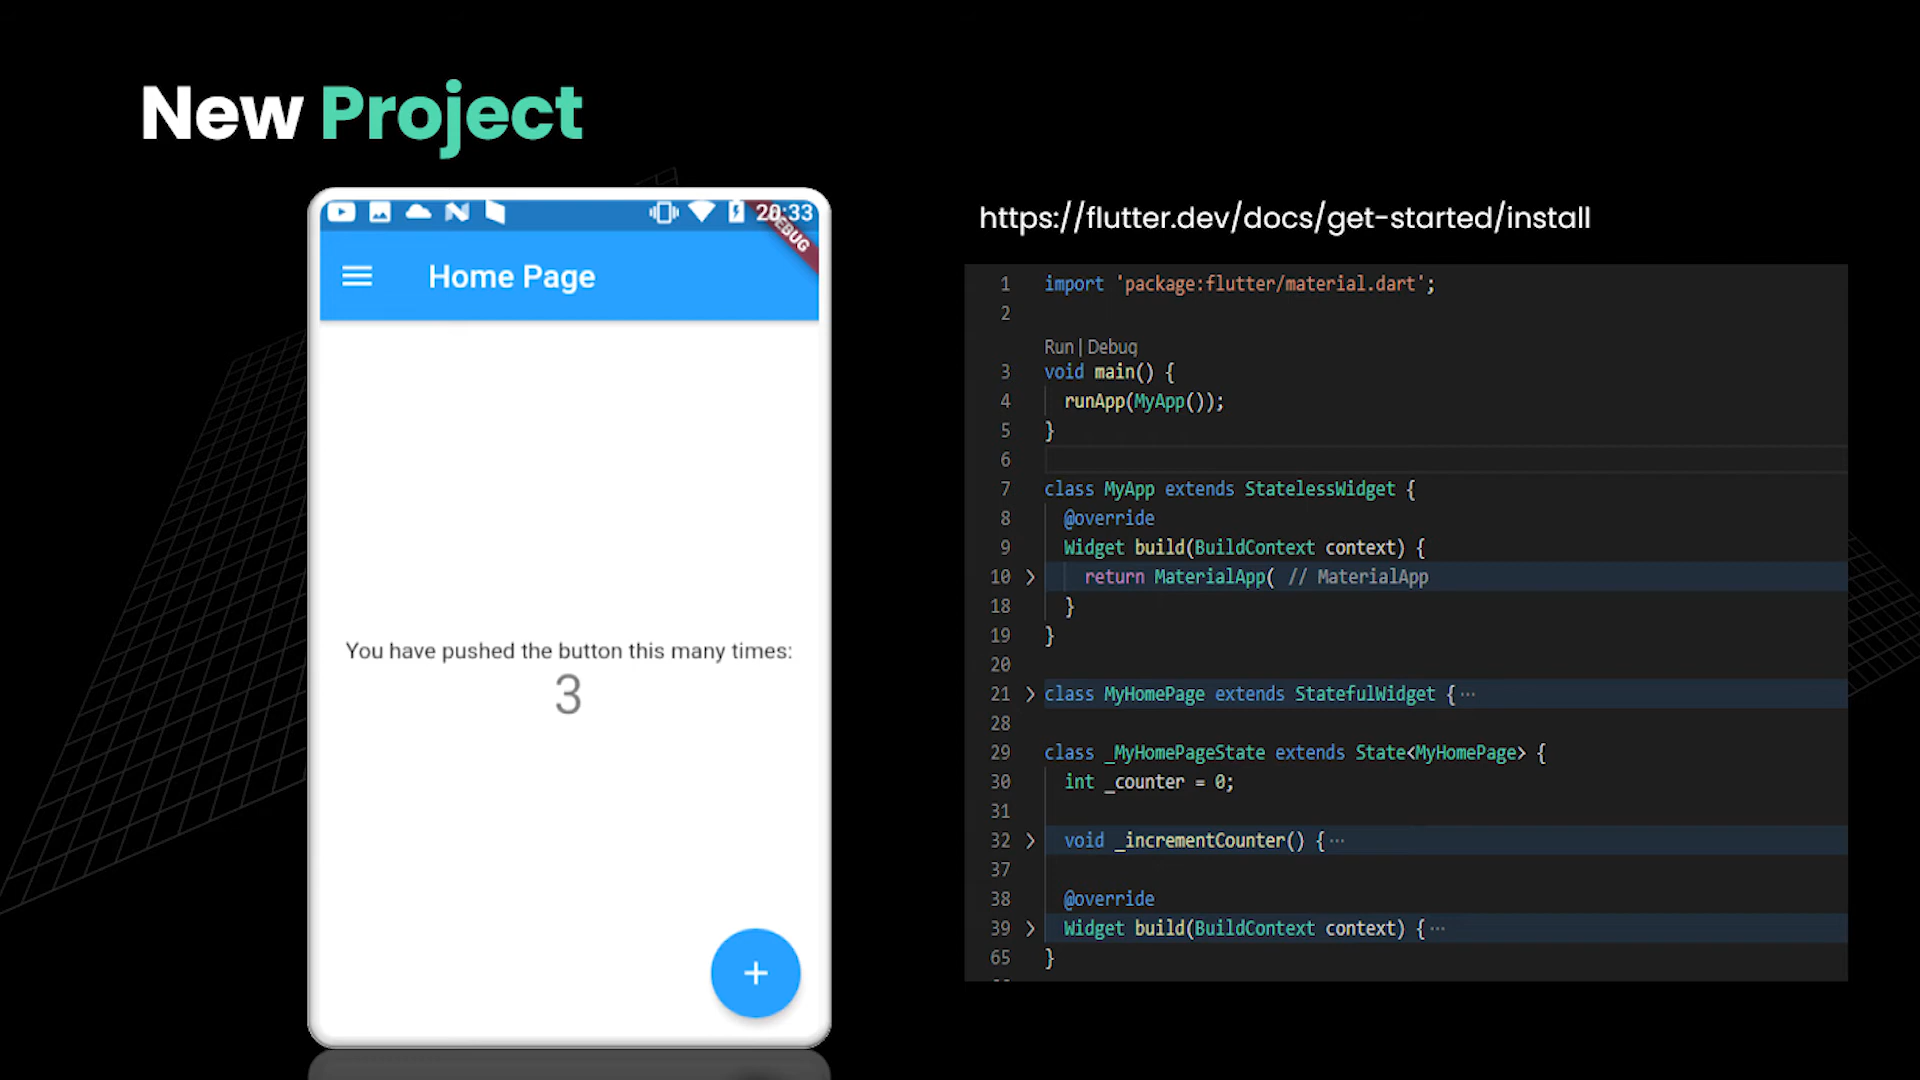 New Project
20:33
DEBUG
Home Page
You have pushed the button this many times:
3
+
https://flutter.dev/docs/get-started/install
1 import 'package:flutter/material.dart';
2
Run | Debug
3 void main() {
4 runApp(MyApp());
5 }
6
7 class MyApp extends StatelessWidget {
8 @override
9 Widget build(BuildContext context) {
10 return MaterialApp( // MaterialApp
18 }
19 }
20
21 class MyHomePage extends StatefulWidget { ...
28
29 class _MyHomePageState extends State<MyHomePage> {
30 int _counter = 0;
31
32 void _incrementCounter() { ...
37
38 @override
39 Widget build(BuildContext context) { ...
65 }